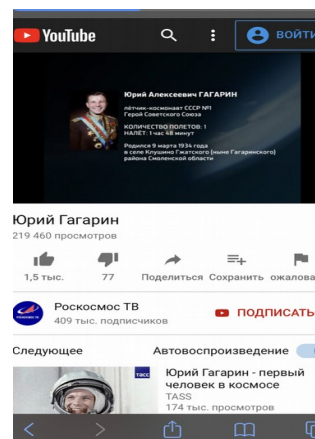 YouTube
ВОЙТИ
Юрий Алексеевич ГАГАРИН
лётчик-космонавт СССР №1
Герой Советского Союза
КОЛИЧЕСТВО ПОЛЕТОВ: 1
НАЛЁТ: 1 час 48 минут
Родился 9 марта 1934 года
в селе Клушино Гжатского (ныне Гагаринского)
района Смоленской области
Юрий Гагарин
219 460 просмотров
1,5 тыс.
77
Поделиться
Сохранить
ожалова
Роскосмос ТВ
409 тыс. подписчиков
ПОДПИСАТЬ
Следующее
Автовоспроизведение
ТАСС
Юрий Гагарин - первый
человек в космосе
TASS
174 тыс. просмотров